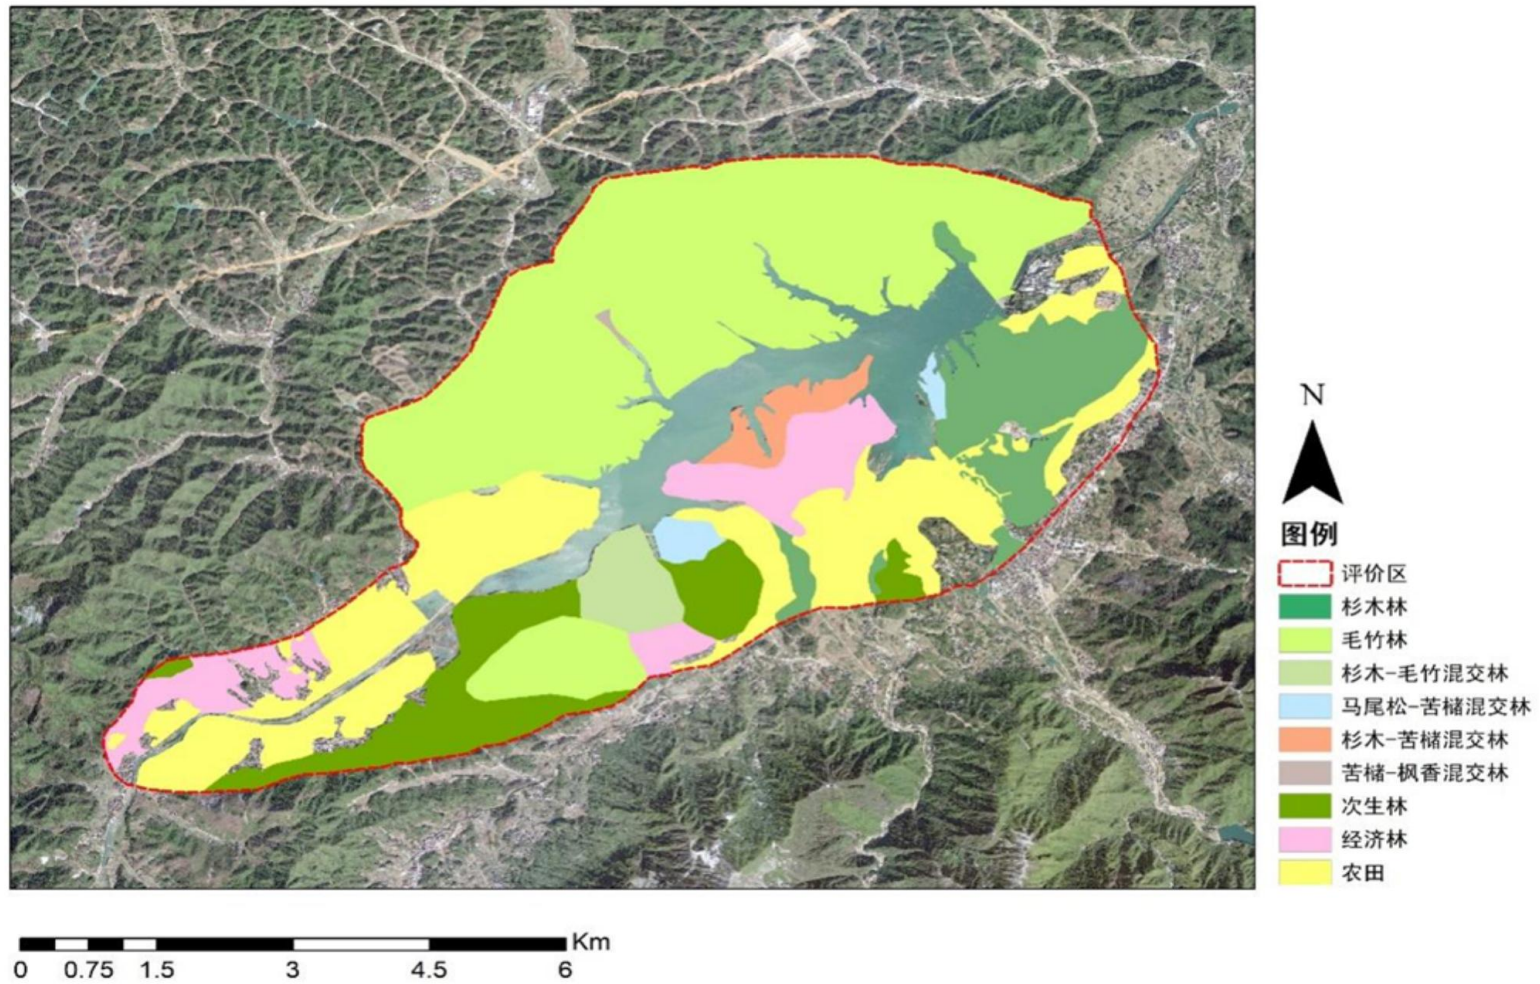 N
图例
评价区
杉木林
毛竹林
杉木-毛竹混交林
马尾松-苦槠混交林
杉木-苦槠混交林
苦槠-枫香混交林
次生林
经济林
农田
Km
0 0.75 1.5 3 4.5 6